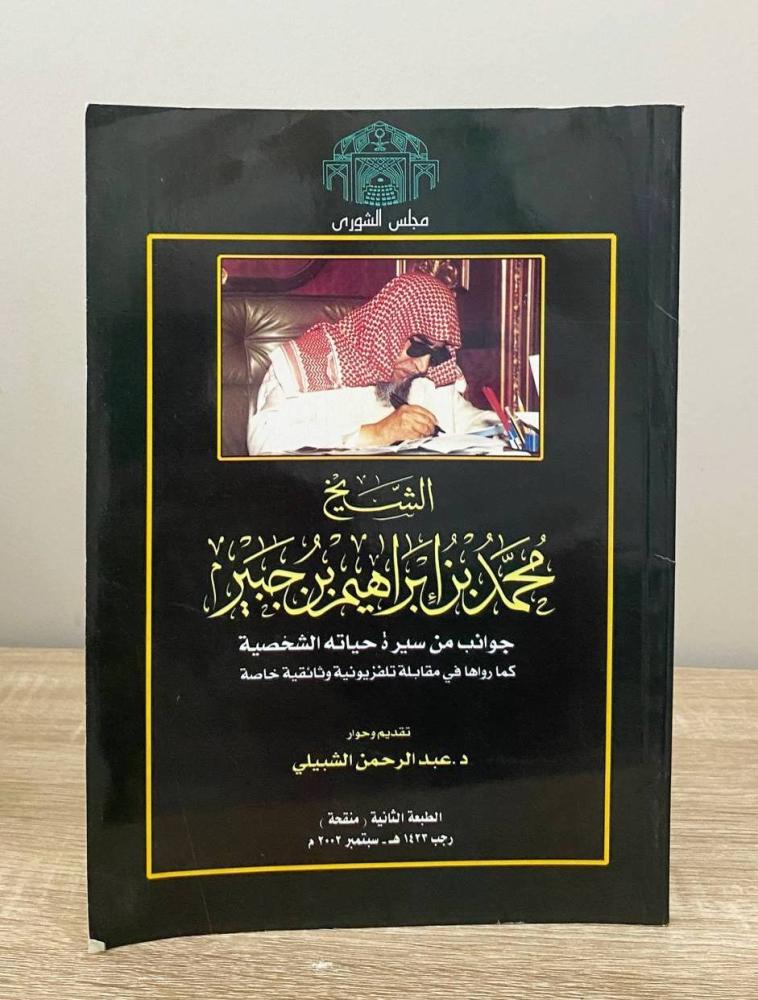 مجلس الشورى
الشيخ
محمد بن إبراهيم بن جبير
جوانب من سيرة حياته الشخصية
كما رواها في مقابلة تلفزيونية وثائقية خاصة
تقديم وحوار
د. عبد الرحمن الشبيلي
الطبعة الثانية ( منقحة )
رجب ١٤٢٣ هـ - سبتمبر ٢٠٠٢ م